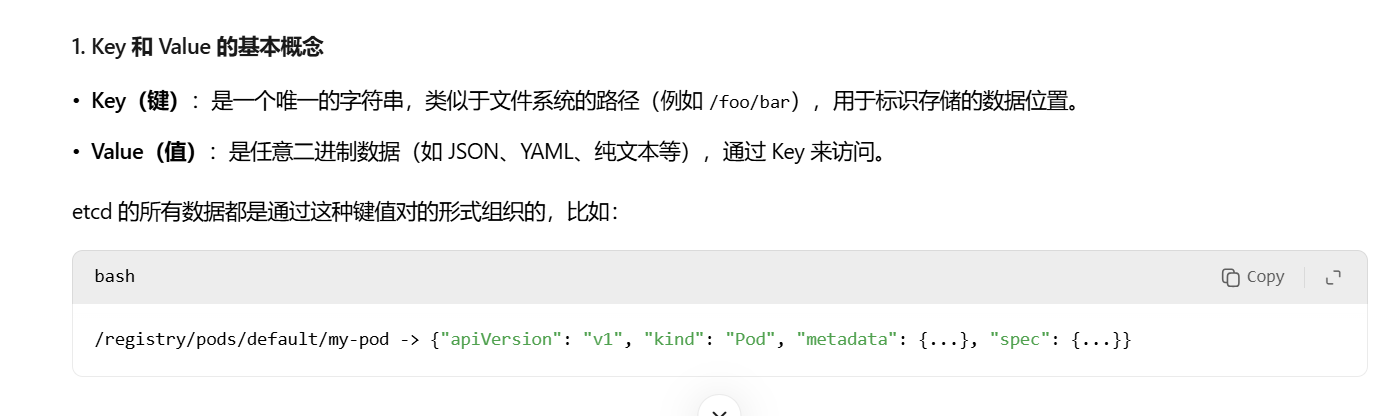 1. Key 和 Value 的基本概念
• Key（键）：是一个唯一的字符串，类似于文件系统的路径（例如 /foo/bar），用于标识存储的数据位置。
• Value（值）：是任意二进制数据（如 JSON、YAML、纯文本等），通过 Key 来访问。
etcd 的所有数据都是通过这种键值对的形式组织的，比如：
bash Copy
/registry/pods/default/my-pod -> {"apiVersion": "v1", "kind": "Pod", "metadata": {...}, "spec": {...}}